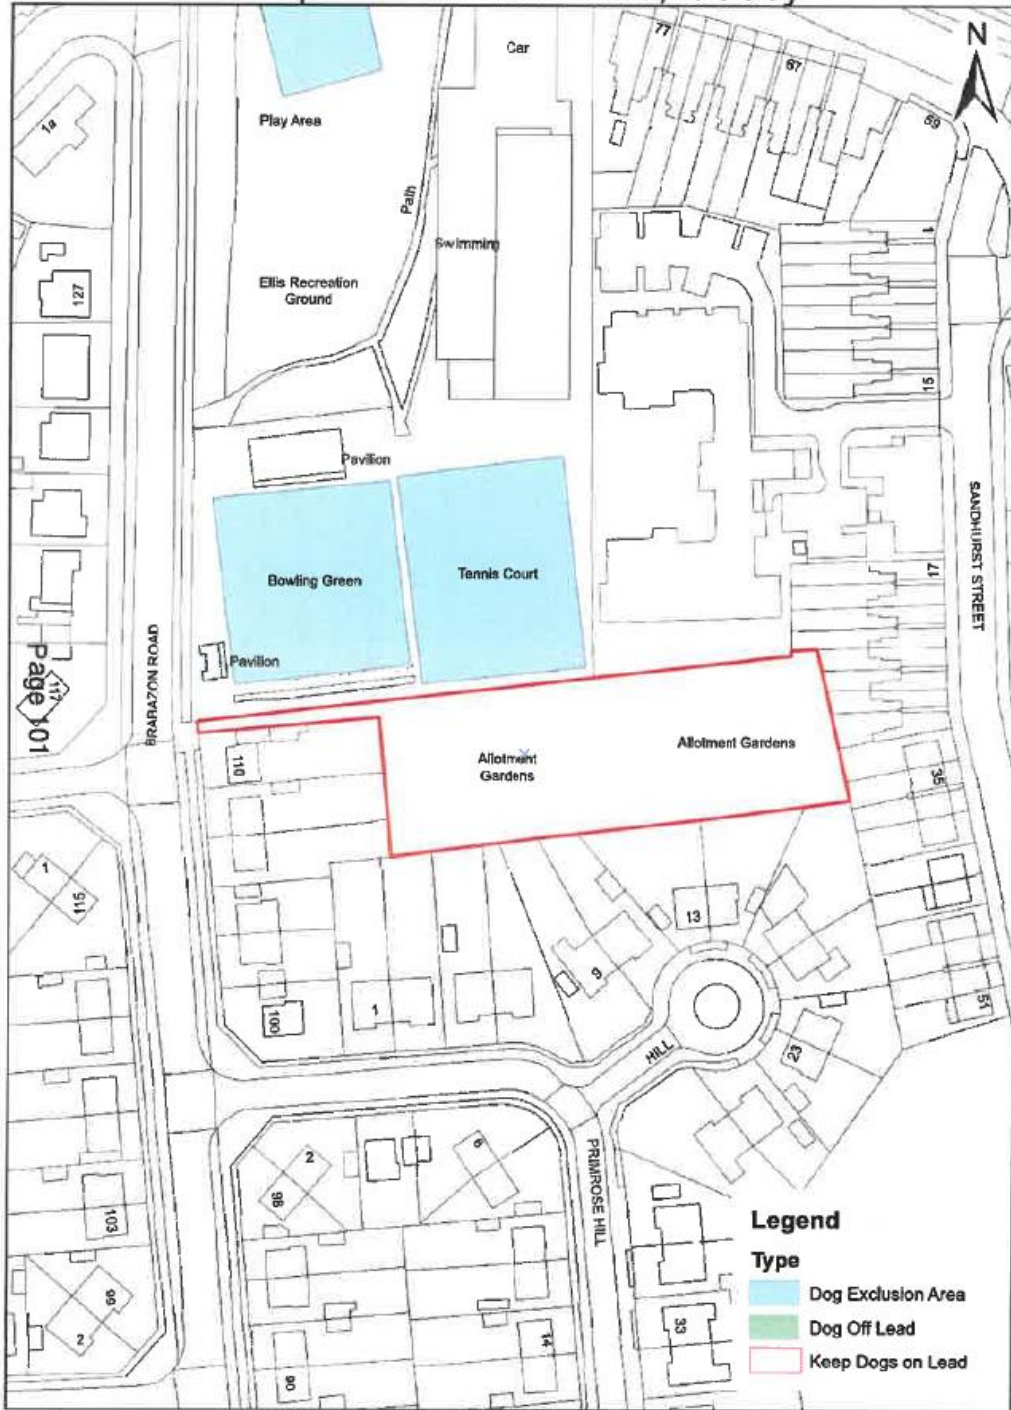 Car
77
67
59
N
Play Area
1a
Path
Swimming
1
Ellis Recreation
Ground
127
15
Pavilion
SANDHURST STREET
17
Bowling Green
Tennis Court
BRABAZON ROAD
Pavilion
Page 101
117
110
Allotment
Gardens
Allotment Gardens
35
1
115
13
9
100
1
51
23
HILL
2
98
6
PRIMROSE HILL
103
99
2
90
14
33
Legend
Type
Dog Exclusion Area
Dog Off Lead
Keep Dogs on Lead